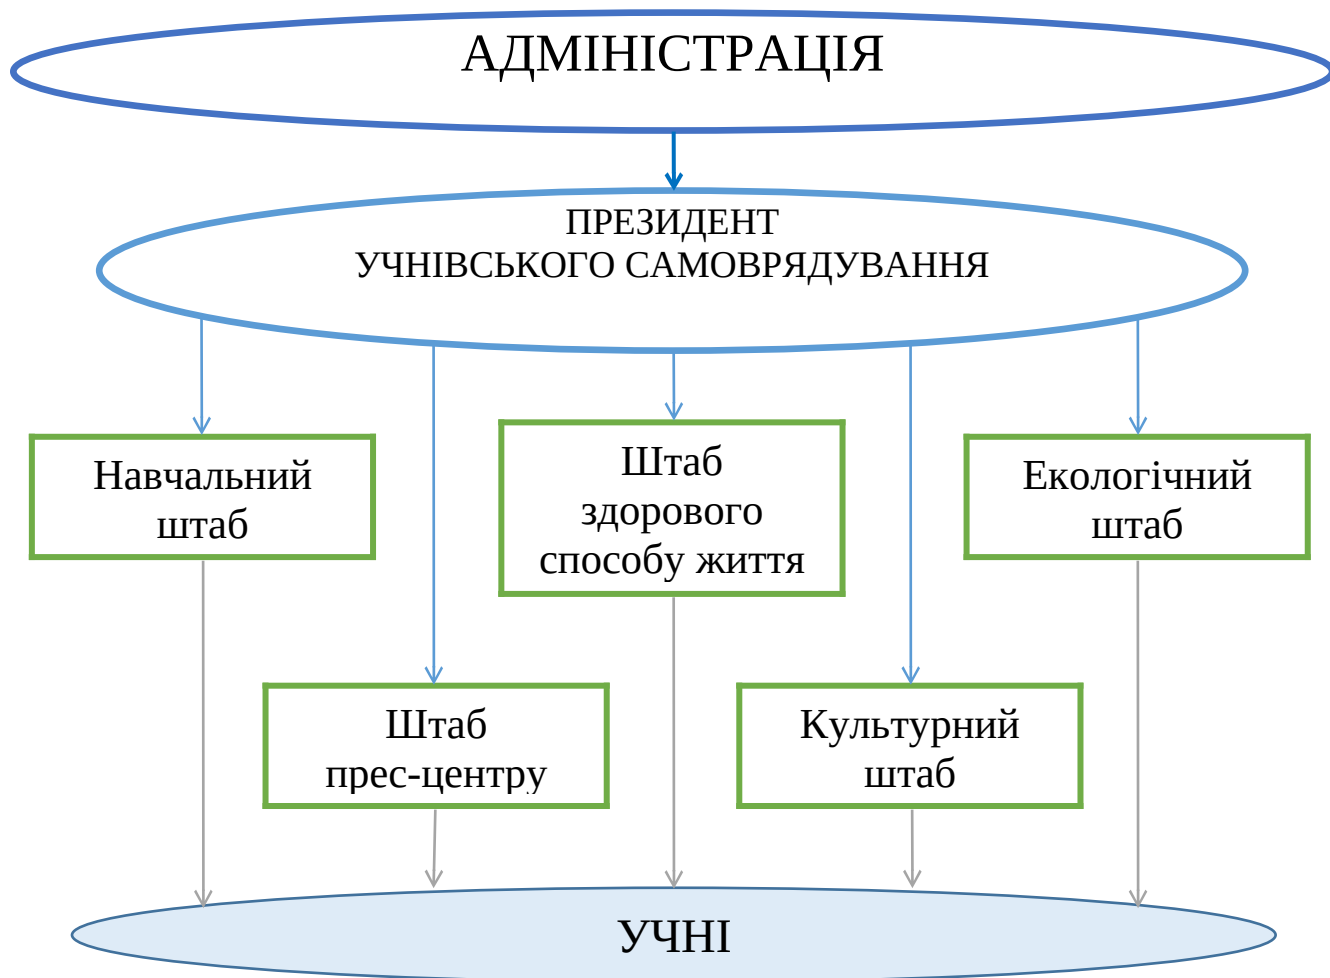 АДМІНІСТРАЦІЯ
ПРЕЗИДЕНТ
УЧНІВСЬКОГО САМОВРЯДУВАННЯ
Навчальний
штаб
Штаб
здорового
способу життя
Екологічний
штаб
Штаб
прес-центру
Культурний
штаб
УЧНІ